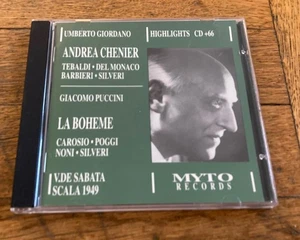 UMBERTO GIORDANO
HIGHLIGHTS CD +66
ANDREA CHENIER
TEBALDI · DEL MONACO
BARBIERI · SILVERI
GIACOMO PUCCINI
LA BOHEME
CAROSIO · POGGI
NONI · SILVERI
V.DE SABATA
SCALA 1949
MYTO
RECORDS